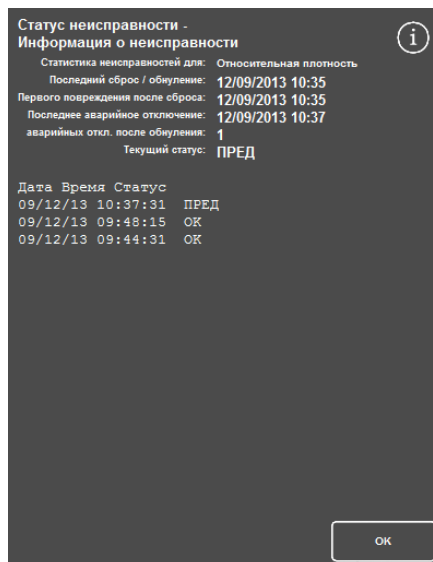 Статус неисправности -
Информация о неисправности
i
Статистика неисправностей для: Относительная плотность
Последний сброс / обнуление: 12/09/2013 10:35
Первого повреждения после сброса: 12/09/2013 10:35
Последнее аварийное отключение: 12/09/2013 10:37
аварийных откл. после обнуления: 1
Текущий статус: ПРЕД
Дата Время Статус
09/12/13 10:37:31 ПРЕД
09/12/13 09:48:15 OK
09/12/13 09:44:31 OK
ОК